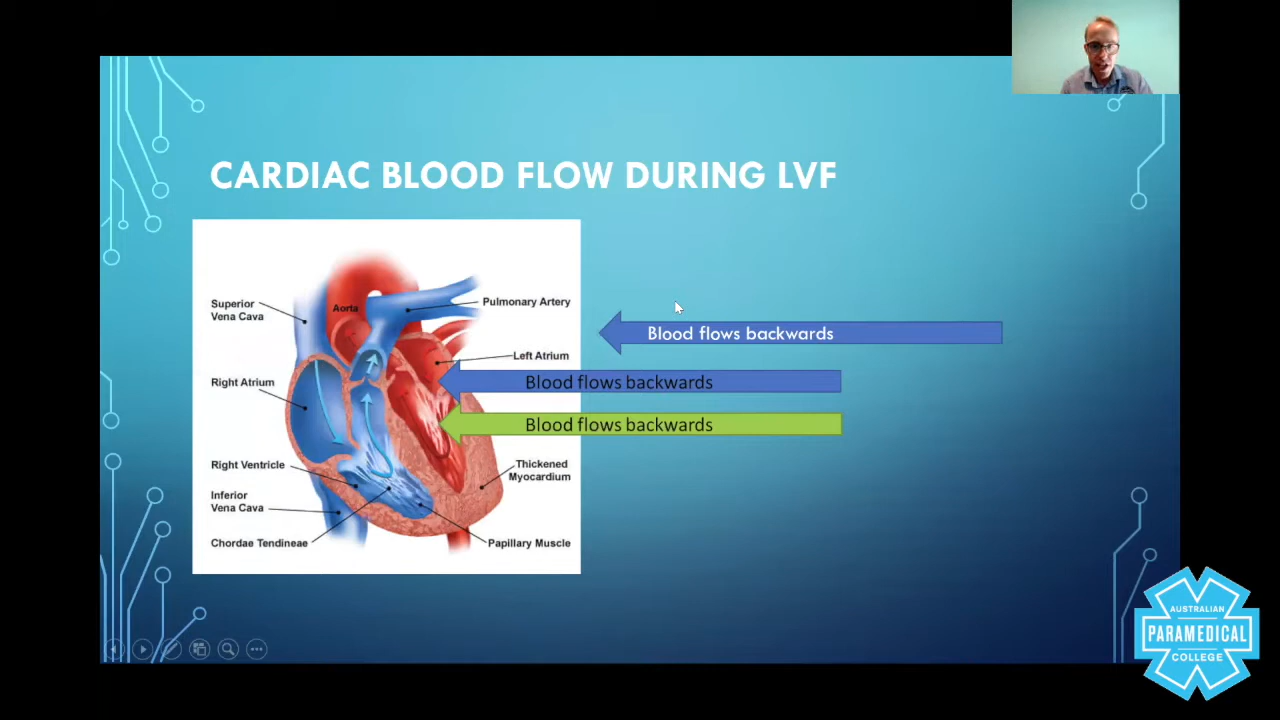 CARDIAC BLOOD FLOW DURING LVF
Superior
Vena Cava
Aorta
Pulmonary Artery
Blood flows backwards
Left Atrium
Right Atrium
Blood flows backwards
Blood flows backwards
Right Ventricle
Thickened
Myocardium
Inferior
Vena Cava
Chordae Tendineae
Papillary Muscle
AUSTRALIAN
PARAMEDICAL
COLLEGE